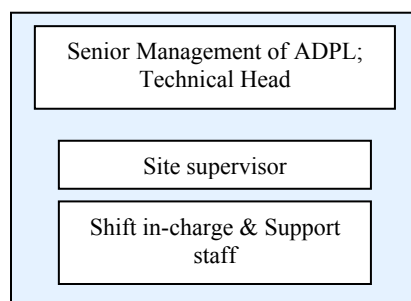 Senior Management of ADPL;
Technical Head
Site supervisor
Shift in-charge & Support
staff